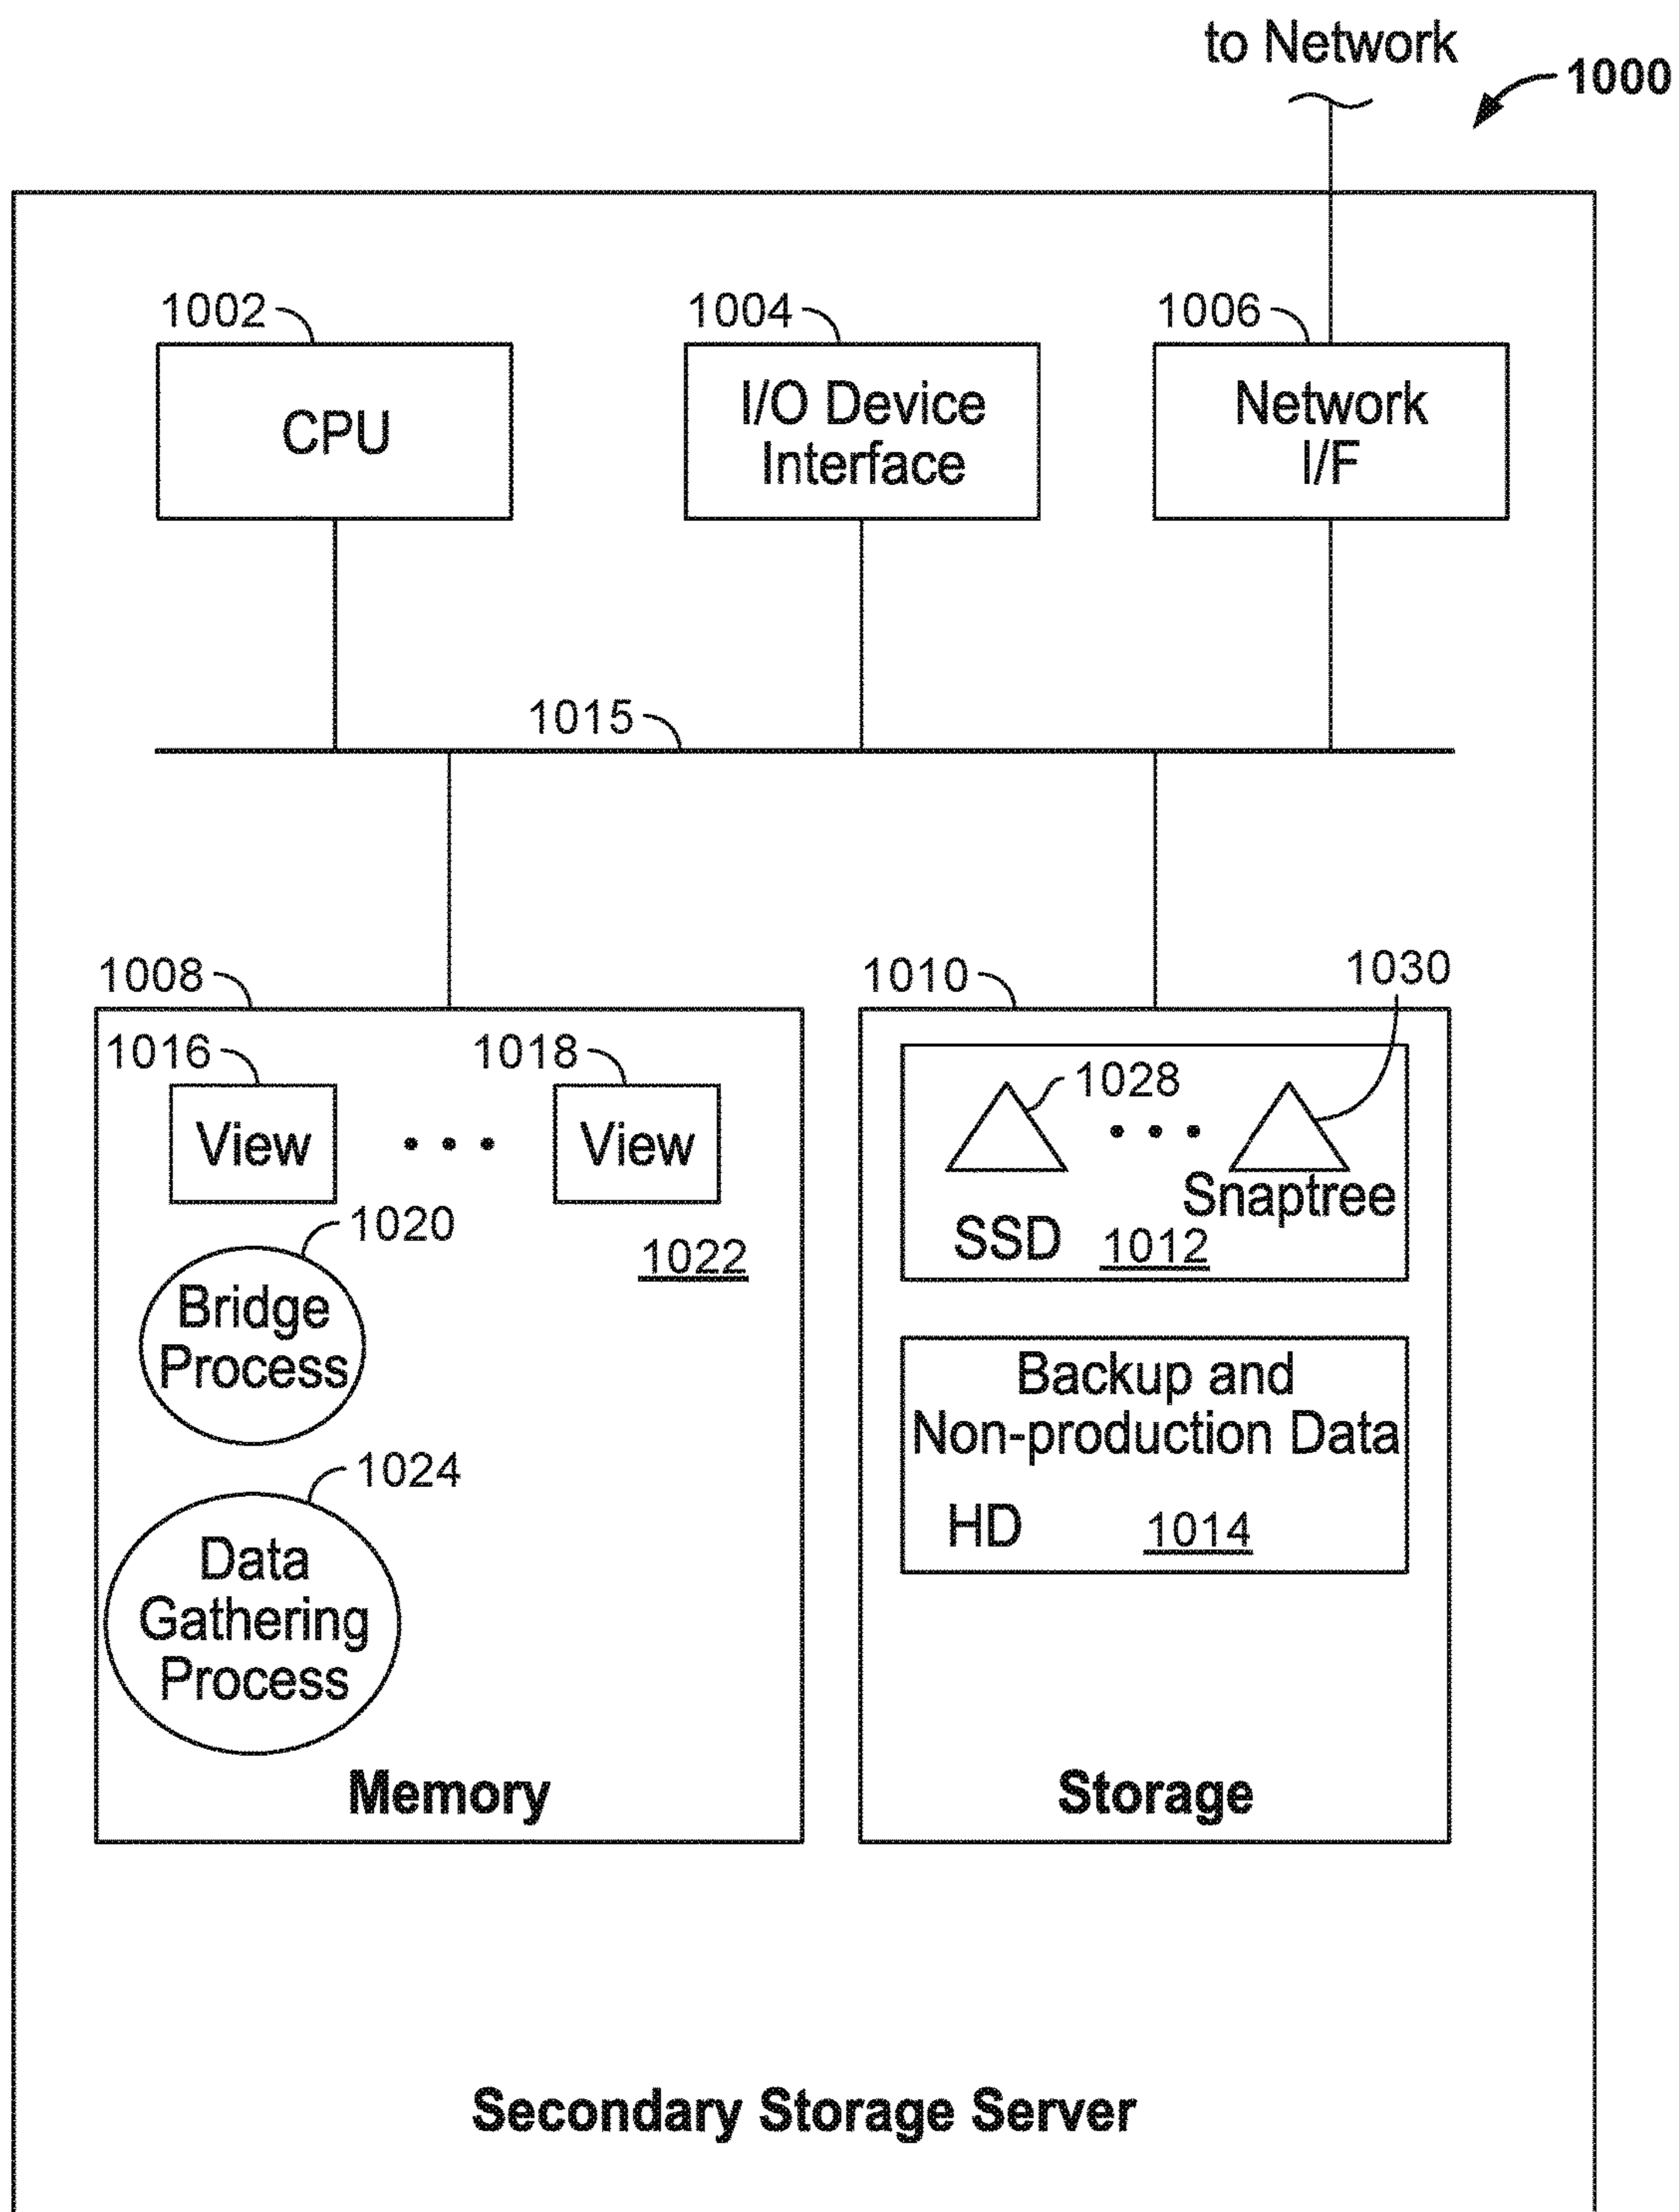 to Network
1000
1002
1004
1006
CPU
I/O Device
Interface
Network
I/F
1015
1008
1010
1030
1016
1018
View
• • •
View
1028
• • •
Snaptree
SSD
1012
1020
1022
Bridge
Process
Backup and
Non-production Data
HD
1014
1024
Data
Gathering
Process
Memory
Storage
Secondary Storage Server